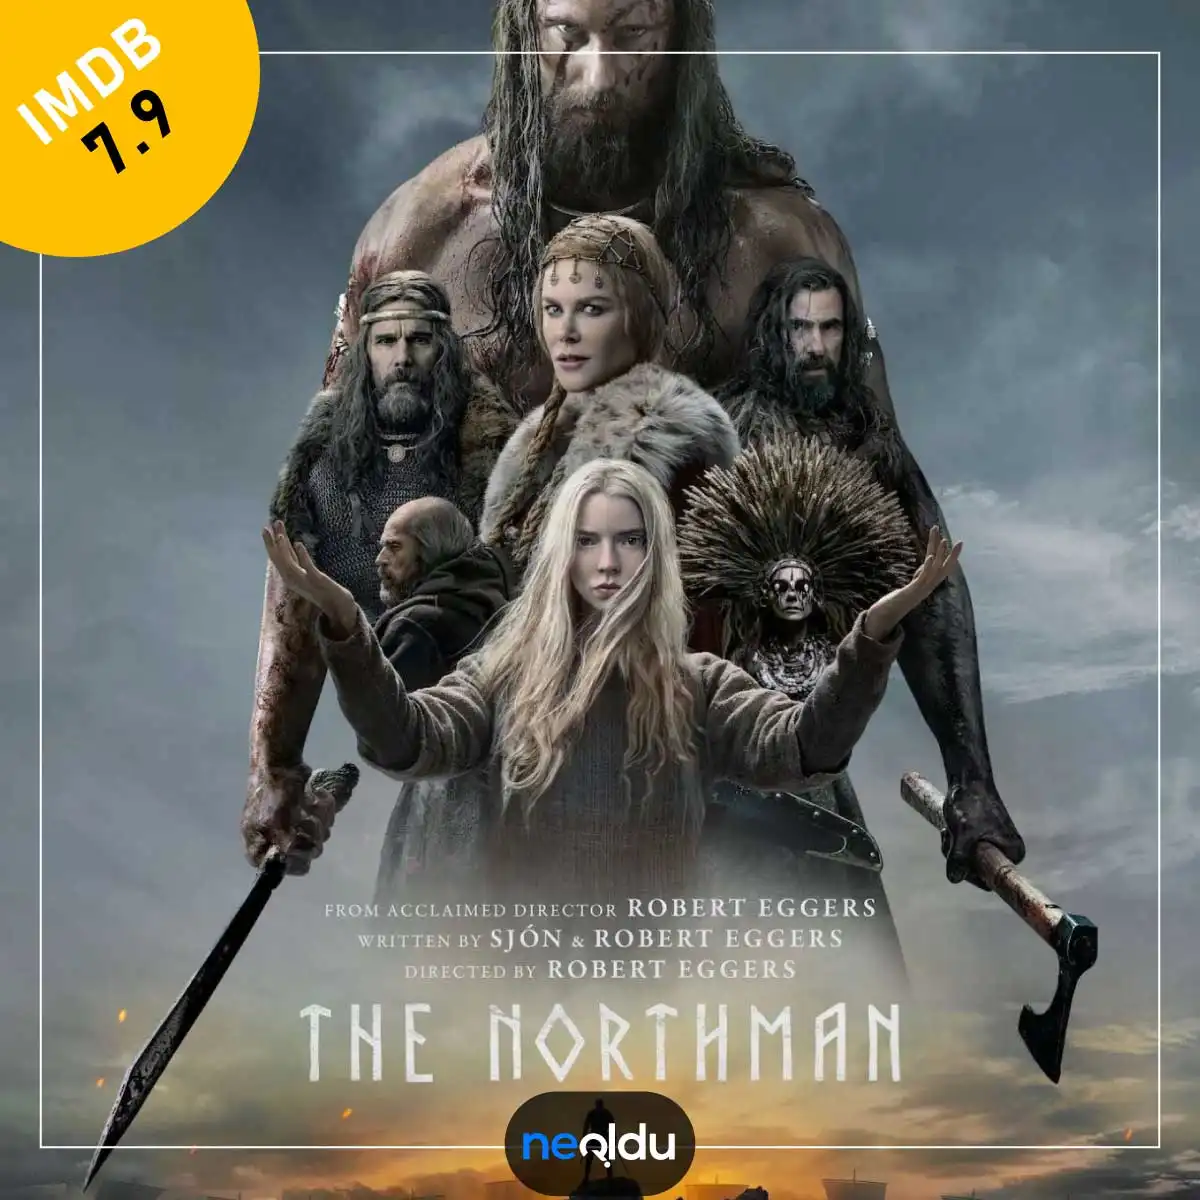 IMDB
7.9
FROM ACCLAIMED DIRECTOR ROBERT EGGERS
WRITTEN BY SJÓN & ROBERT EGGERS
DIRECTED BY ROBERT EGGERS
THE NORTHMAN
neoldu